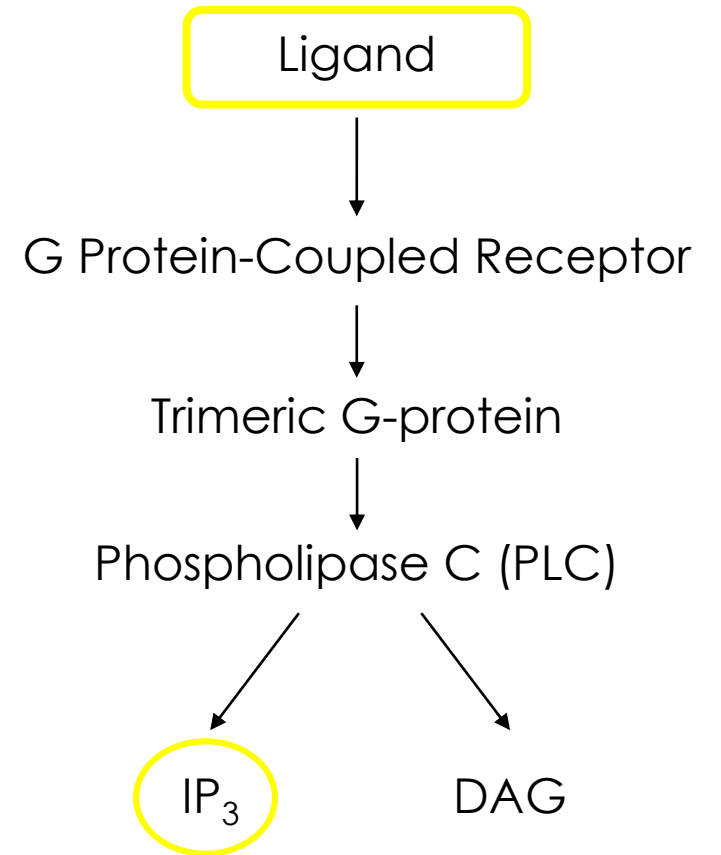 Ligand
G Protein-Coupled Receptor
Trimeric G-protein
Phospholipase C (PLC)
IP₃ DAG